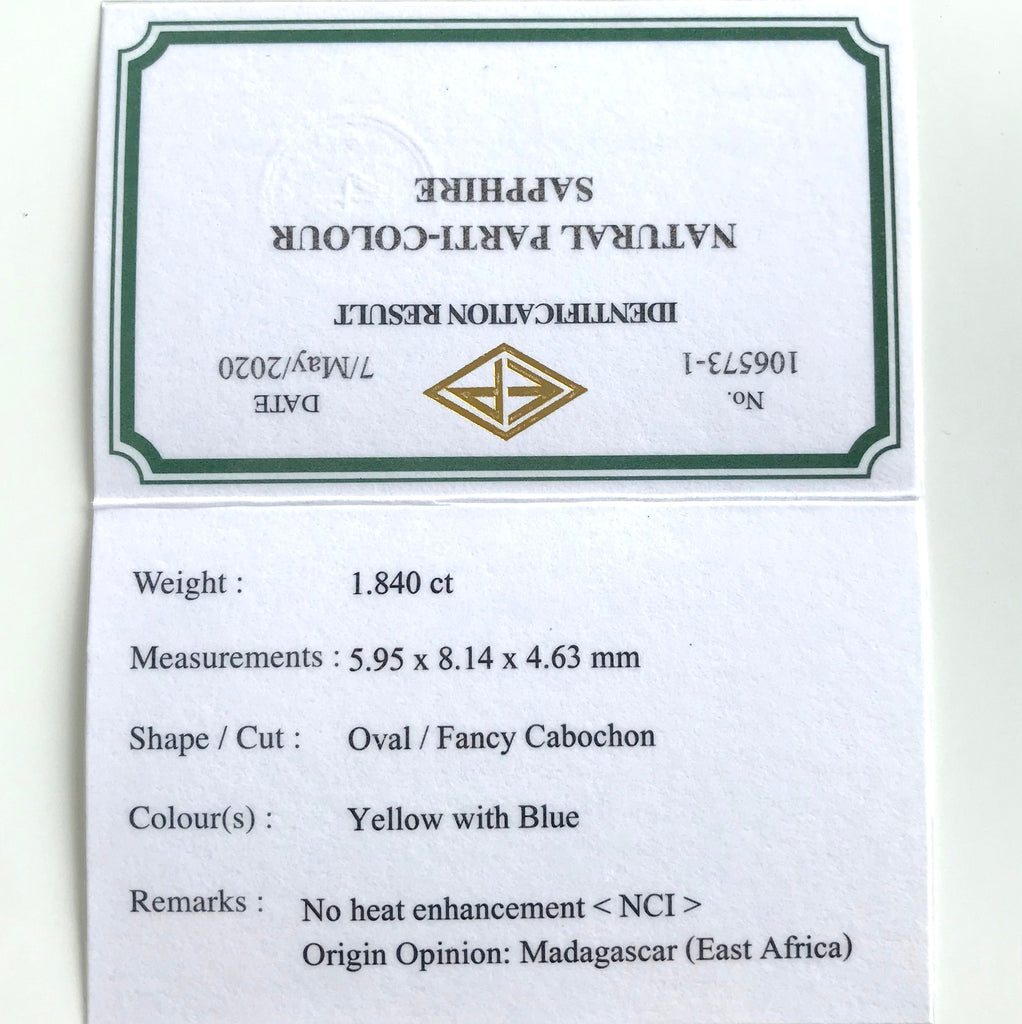 No. DATE
106573-1 7/May/2020
IDENTIFICATION RESULT
NATURAL PARTI-COLOUR
SAPPHIRE
Weight : 1.840 ct
Measurements : 5.95 x 8.14 x 4.63 mm
Shape / Cut : Oval / Fancy Cabochon
Colour(s) : Yellow with Blue
Remarks : No heat enhancement < NCI >
Origin Opinion: Madagascar (East Africa)